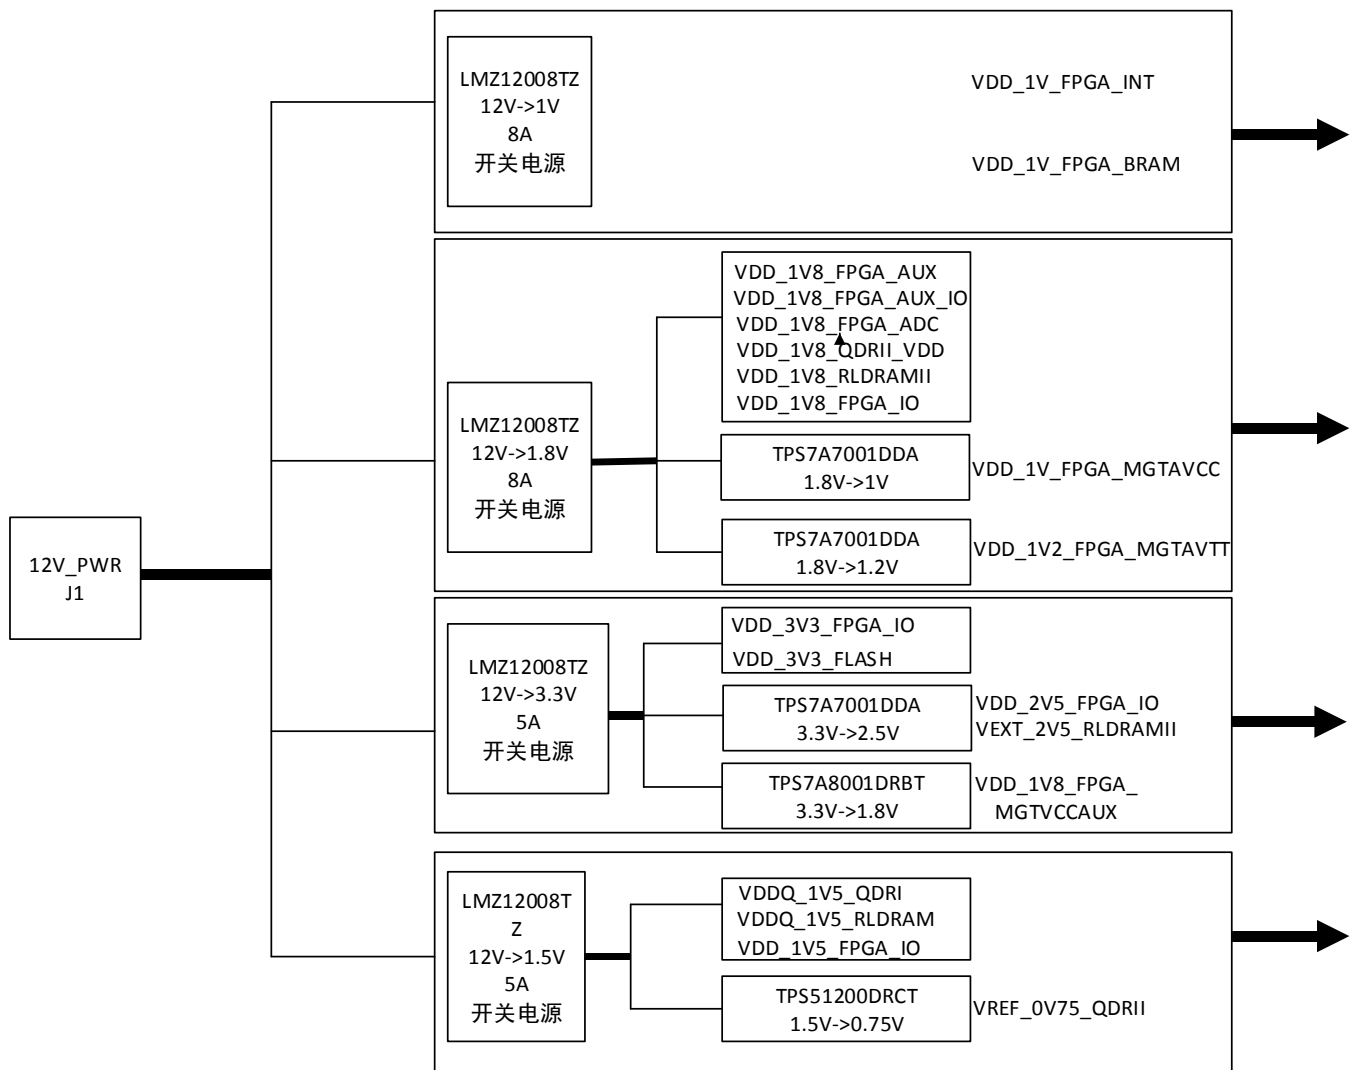 LMZ12008TZ
12V->1V
8A
开关电源
VDD_1V_FPGA_INT
VDD_1V_FPGA_BRAM
LMZ12008TZ
12V->1.8V
8A
开关电源
VDD_1V8_FPGA_AUX
VDD_1V8_FPGA_AUX_IO
VDD_1V8_FPGA_ADC
VDD_1V8_QDRII_VDD
VDD_1V8_RLDRAMII
VDD_1V8_FPGA_IO
TPS7A7001DDA
1.8V->1V
VDD_1V_FPGA_MGTAVCC
TPS7A7001DDA
1.8V->1.2V
VDD_1V2_FPGA_MGTAVTT
12V_PWR
J1
LMZ12008TZ
12V->3.3V
5A
开关电源
VDD_3V3_FPGA_IO
VDD_3V3_FLASH
TPS7A7001DDA
3.3V->2.5V
VDD_2V5_FPGA_IO
VEXT_2V5_RLDRAMII
TPS7A8001DRBT
3.3V->1.8V
VDD_1V8_FPGA_
MGTVCCAUX
LMZ12008T
Z
12V->1.5V
5A
开关电源
VDDQ_1V5_QDRI
VDDQ_1V5_RLDRAM
VDD_1V5_FPGA_IO
TPS51200DRCT
1.5V->0.75V
VREF_0V75_QDRII